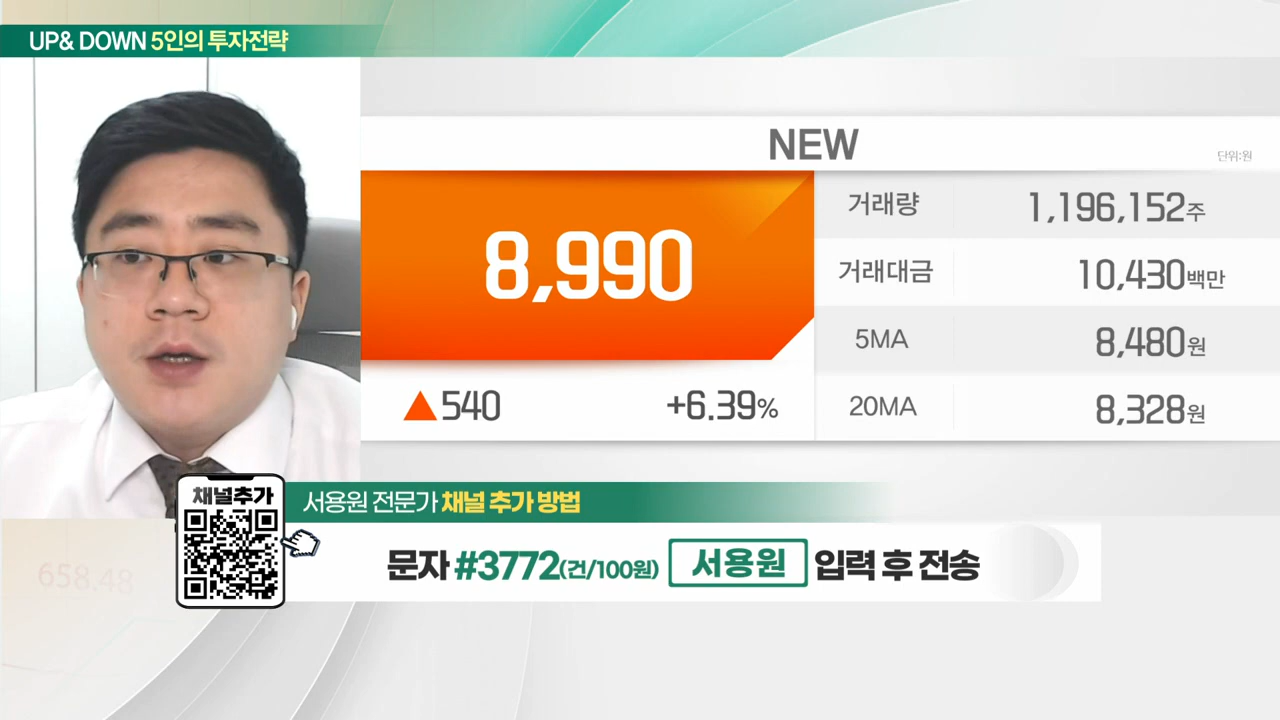 UP& DOWN 5인의 투자전략
NEW
단위:원
8,990
▲540 +6.39%
거래량 1,196,152주
거래대금 10,430백만
5MA 8,480원
20MA 8,328원
채널추가
서용원 전문가 채널 추가 방법
문자 #3772(건/100원) 서용원 입력 후 전송
658.48